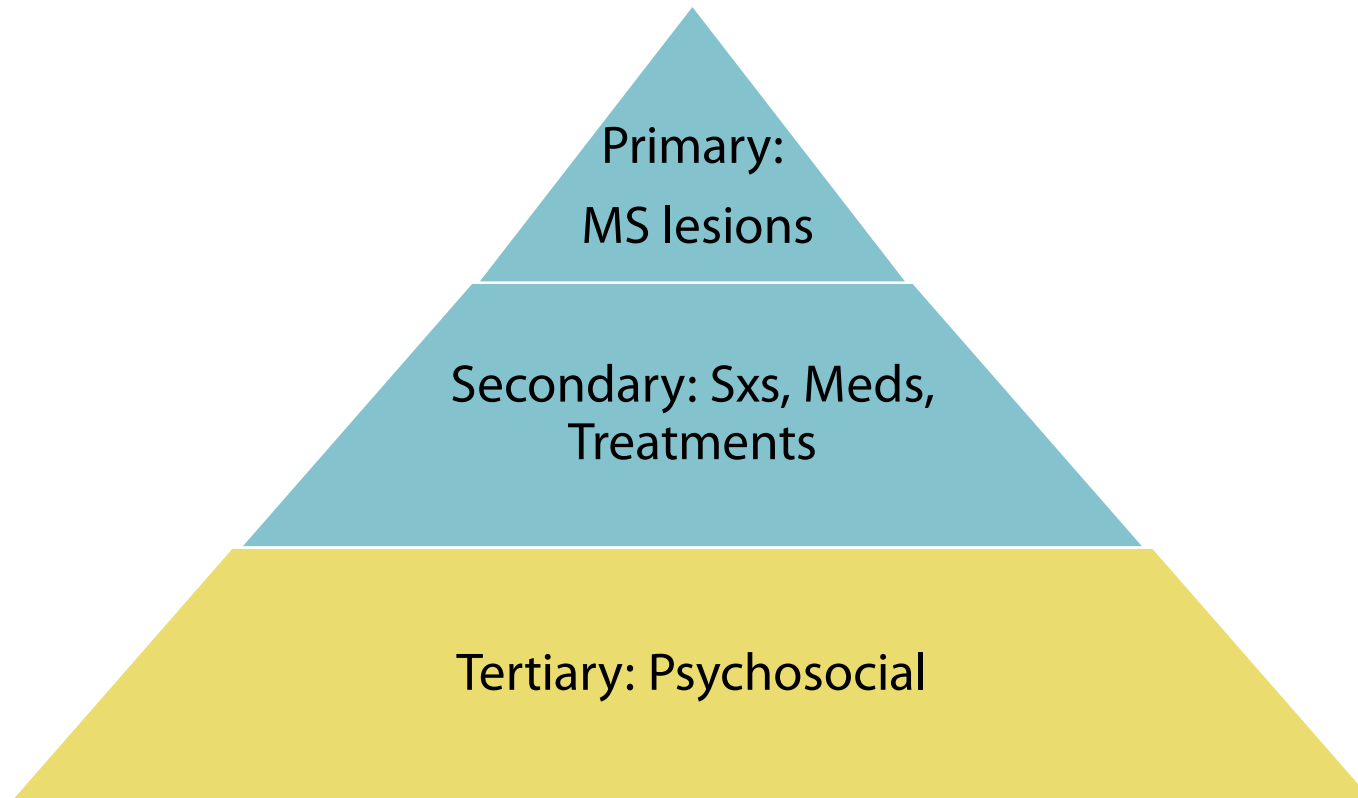 Primary:
MS lesions
Secondary: Sxs, Meds,
Treatments
Tertiary: Psychosocial